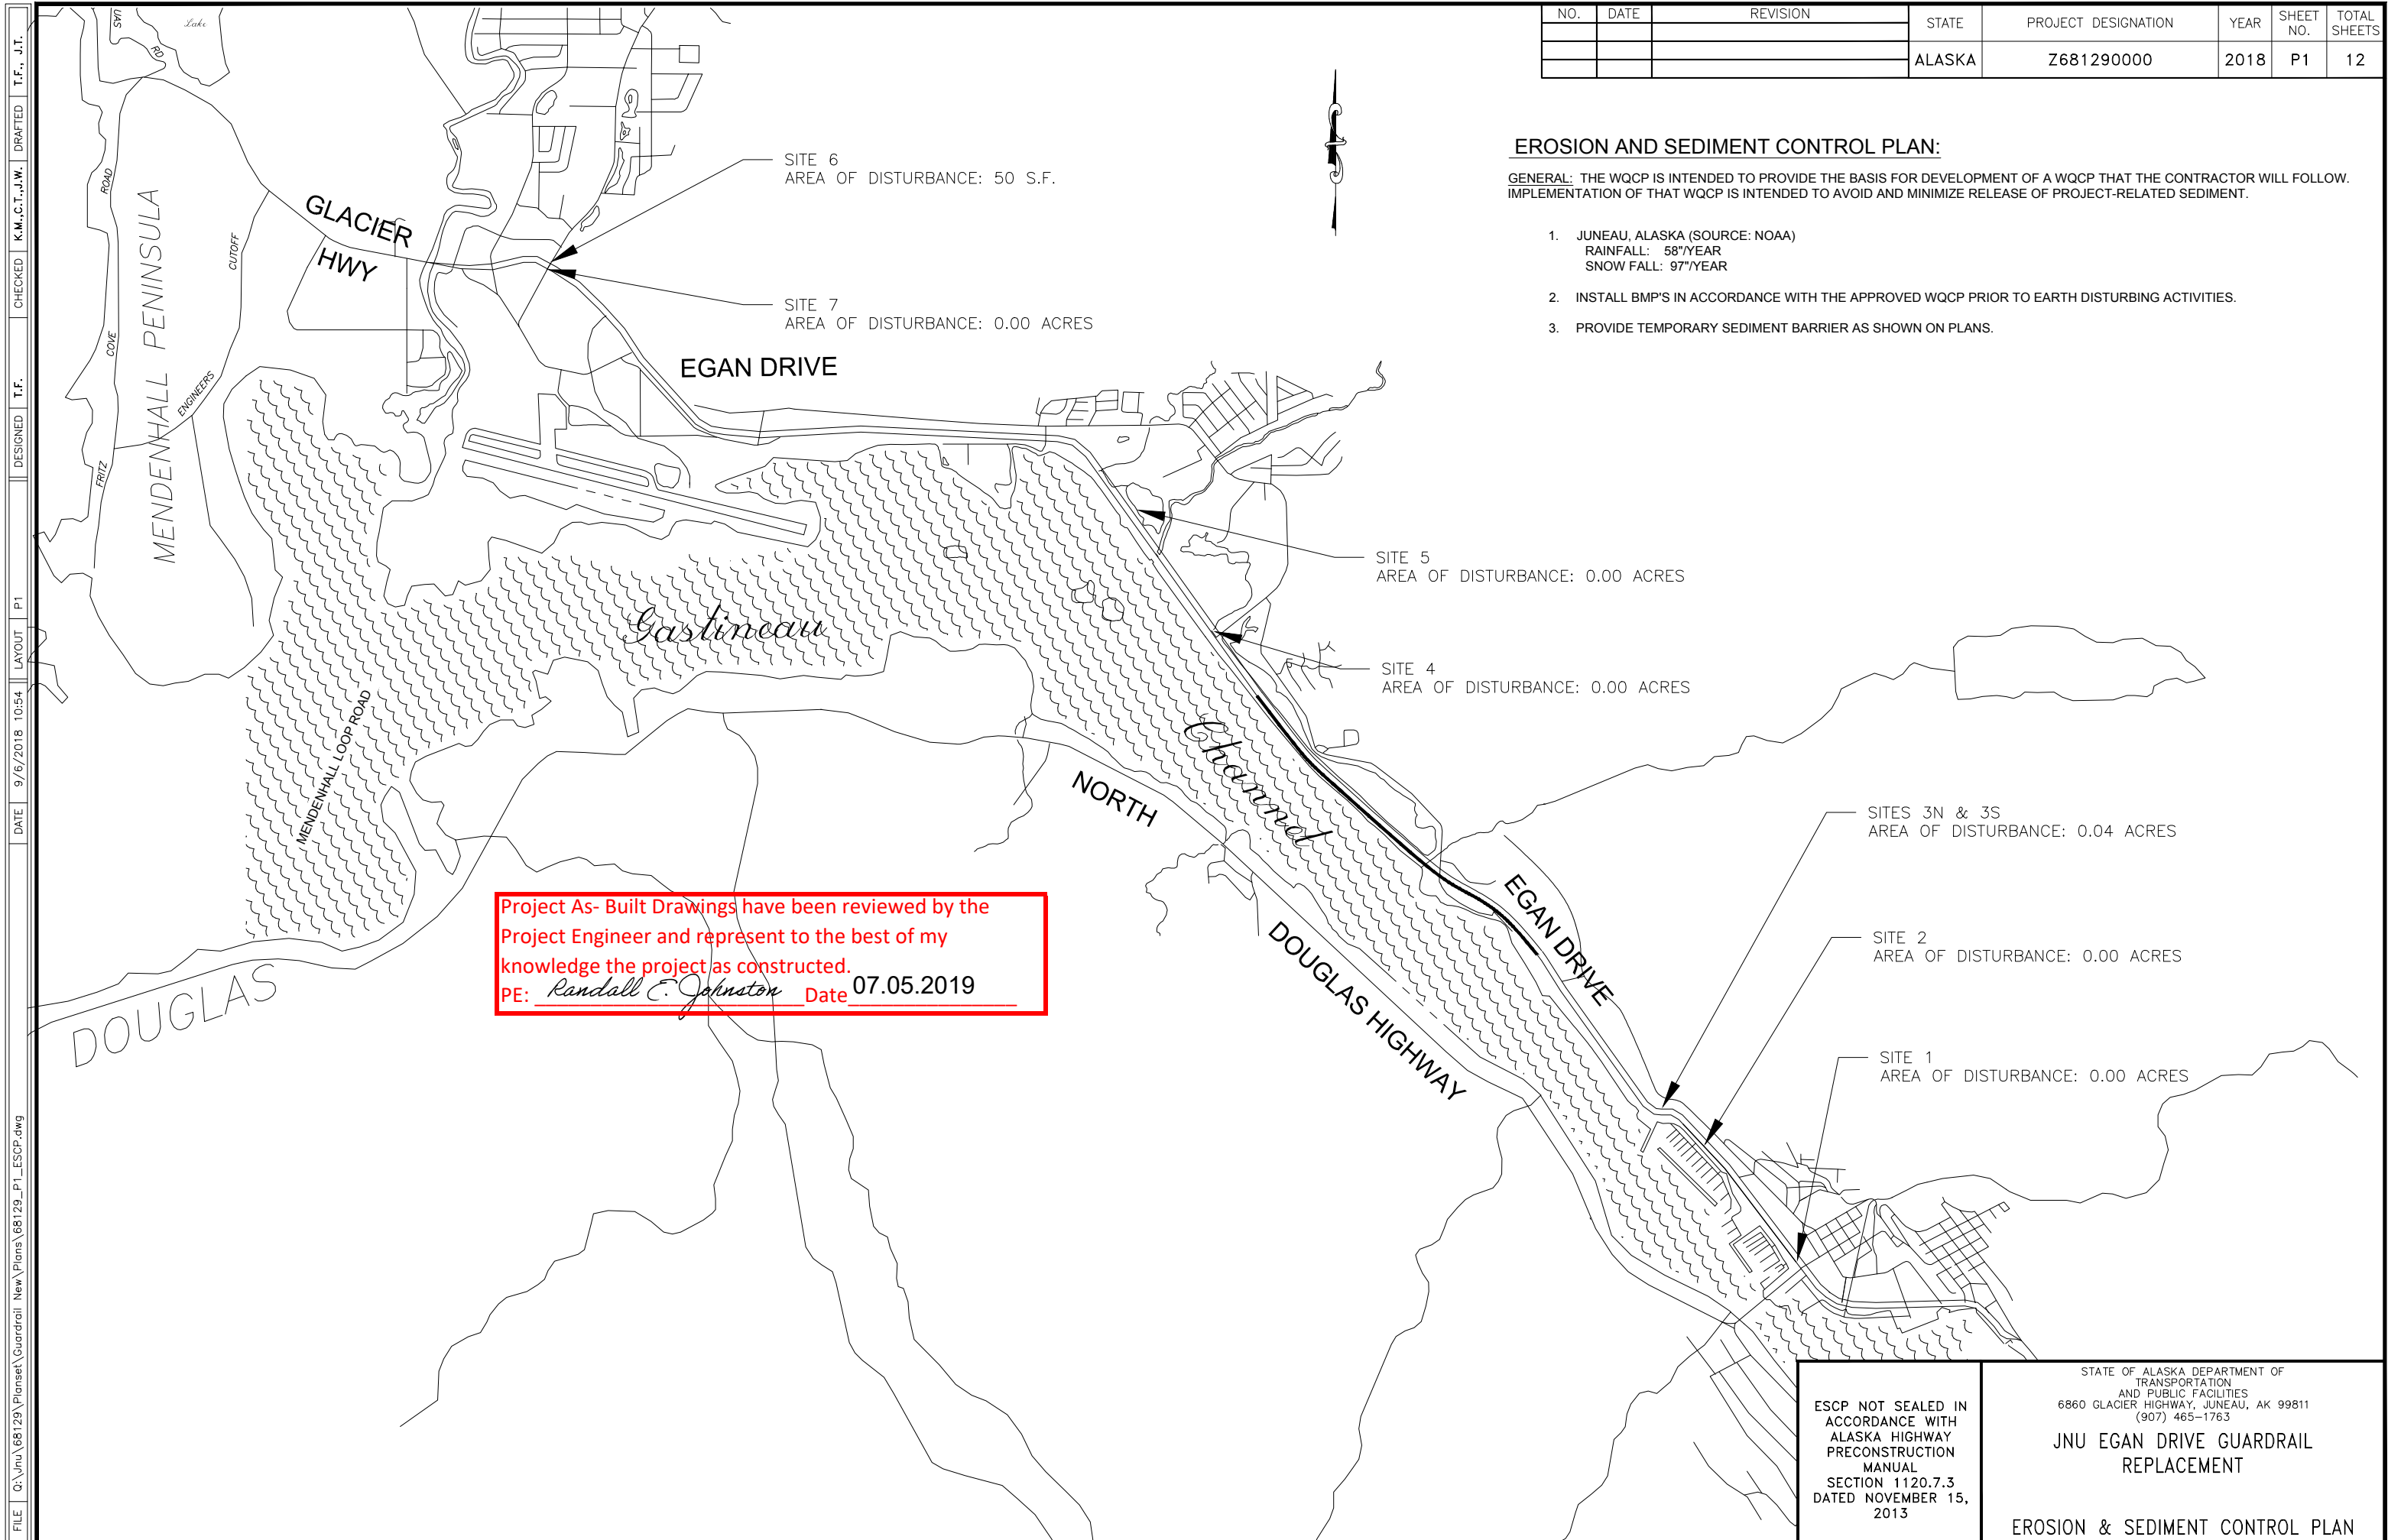 NO. DATE REVISION STATE PROJECT DESIGNATION YEAR SHEET NO. TOTAL SHEETS
ALASKA Z681290000 2018 P1 12
EROSION AND SEDIMENT CONTROL PLAN:
GENERAL: THE WQCP IS INTENDED TO PROVIDE THE BASIS FOR DEVELOPMENT OF A WQCP THAT THE CONTRACTOR WILL FOLLOW.
IMPLEMENTATION OF THAT WQCP IS INTENDED TO AVOID AND MINIMIZE RELEASE OF PROJECT-RELATED SEDIMENT.
1. JUNEAU, ALASKA (SOURCE: NOAA)
RAINFALL: 58"/YEAR
SNOW FALL: 97"/YEAR
2. INSTALL BMP'S IN ACCORDANCE WITH THE APPROVED WQCP PRIOR TO EARTH DISTURBING ACTIVITIES.
3. PROVIDE TEMPORARY SEDIMENT BARRIER AS SHOWN ON PLANS.
Lake
UAS
RD
ROAD
COVE
FRITZ
MENDENHALL PENINSULA
CUTOFF
ENGINEERS
GLACIER
HWY
SITE 6
AREA OF DISTURBANCE: 50 S.F.
SITE 7
AREA OF DISTURBANCE: 0.00 ACRES
EGAN DRIVE
SITE 5
AREA OF DISTURBANCE: 0.00 ACRES
SITE 4
AREA OF DISTURBANCE: 0.00 ACRES
Gastineau
Channel
MENDENHALL LOOP ROAD
NORTH
DOUGLAS HIGHWAY
EGAN DRIVE
SITES 3N & 3S
AREA OF DISTURBANCE: 0.04 ACRES
SITE 2
AREA OF DISTURBANCE: 0.00 ACRES
SITE 1
AREA OF DISTURBANCE: 0.00 ACRES
DOUGLAS
Project As- Built Drawings have been reviewed by the
Project Engineer and represent to the best of my
knowledge the project as constructed.
PE: Randall E. Johnston Date 07.05.2019
ESCP NOT SEALED IN
ACCORDANCE WITH
ALASKA HIGHWAY
PRECONSTRUCTION
MANUAL
SECTION 1120.7.3
DATED NOVEMBER 15,
2013
STATE OF ALASKA DEPARTMENT OF
TRANSPORTATION
AND PUBLIC FACILITIES
6860 GLACIER HIGHWAY, JUNEAU, AK 99811
(907) 465-1763
JNU EGAN DRIVE GUARDRAIL
REPLACEMENT
EROSION & SEDIMENT CONTROL PLAN
FILE Q:\Jnu\68129\Planset\Guardrail New\Plans\68129_P1_ESCP.dwg DATE 9/6/2018 10:54 LAYOUT P1 DESIGNED T.F. CHECKED K.M.,C.T.,J.W. DRAFTED T.F., J.T.